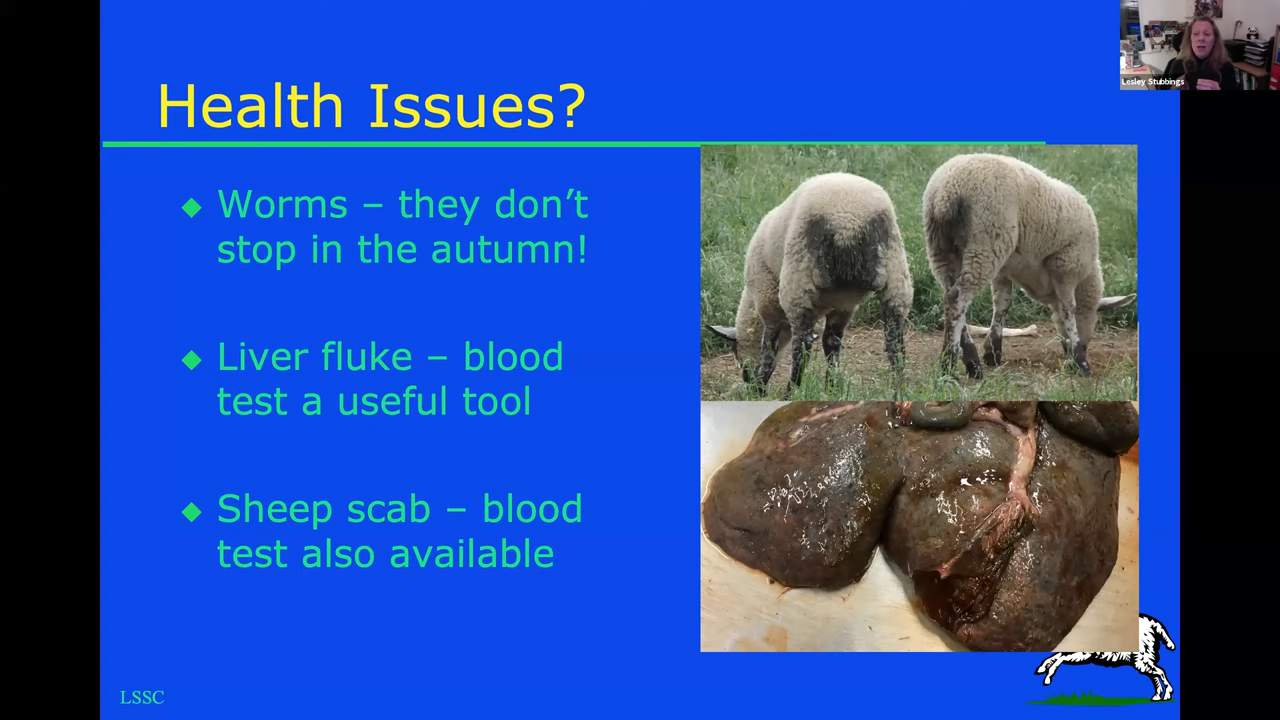 Lesley Stubbings
Health Issues?
Worms – they don’t
stop in the autumn!
Liver fluke – blood
test a useful tool
Sheep scab – blood
test also available
LSSC